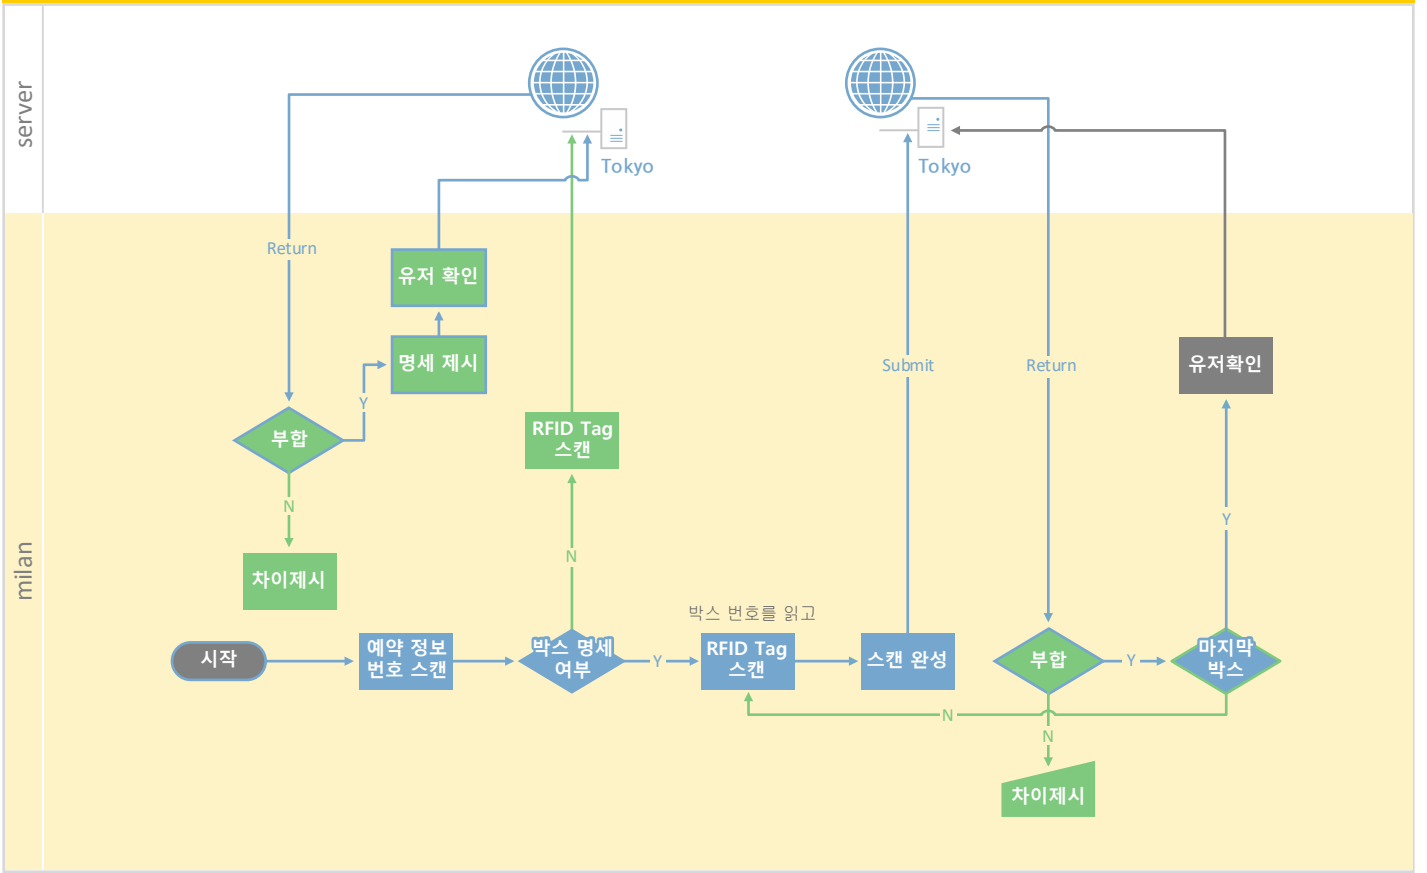 server
Tokyo
Tokyo
milan
Return
유저 확인
명세 제시
Y
부합
N
차이제시
RFID Tag
스캔
N
Submit
Return
유저확인
Y
박스 번호를 읽고
시작
예약 정보
번호 스캔
박스 명세
여부
Y
RFID Tag
스캔
스캔 완성
부합
Y
마지막
박스
N
N
차이제시